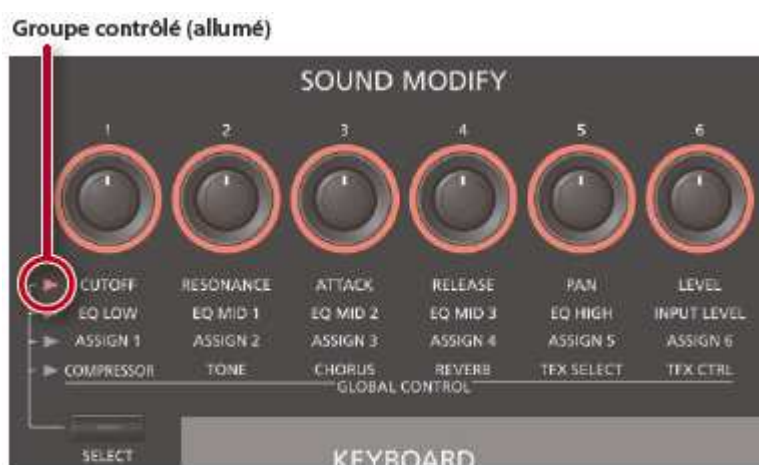 Groupe contrôlé (allumé)
SOUND MODIFY
1 2 3 4 5 6
CUTOFF RESONANCE ATTACK RELEASE PAN LEVEL
EQ LOW EQ MID 1 EQ MID 2 EQ MID 3 EQ HIGH INPUT LEVEL
ASSIGN 1 ASSIGN 2 ASSIGN 3 ASSIGN 4 ASSIGN 5 ASSIGN 6
COMPRESSOR TONE CHORUS REVERB TFX SELECT TFX CTRL
GLOBAL CONTROL
SELECT
KEYBOARD